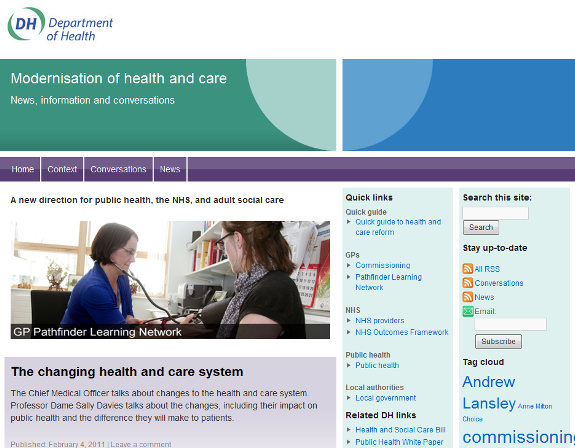 DH Department
of Health
Modernisation of health and care
News, information and conversations
Home
Context
Conversations
News
A new direction for public health, the NHS, and adult social care
GP Pathfinder Learning Network
The changing health and care system
The Chief Medical Officer talks about changes to the health and care system.
Professor Dame Sally Davies talks about the changes, including their impact on
public health and the difference they will make to patients.
Published: February 4, 2011 | Leave a comment
Quick links
Quick guide
Quick guide to health and
care reform
GPs
Commissioning
Pathfinder Learning
Network
NHS
NHS providers
NHS Outcomes Framework
Public health
Public health
Local authorities
Local government
Related DH links
Health and Social Care Bill
Public Health White Paper
Search this site:
Search
Stay up-to-date
All RSS
Conversations
News
Email:
Subscribe
Tag cloud
Andrew
Lansley Anne Milton
Choice
commissioning